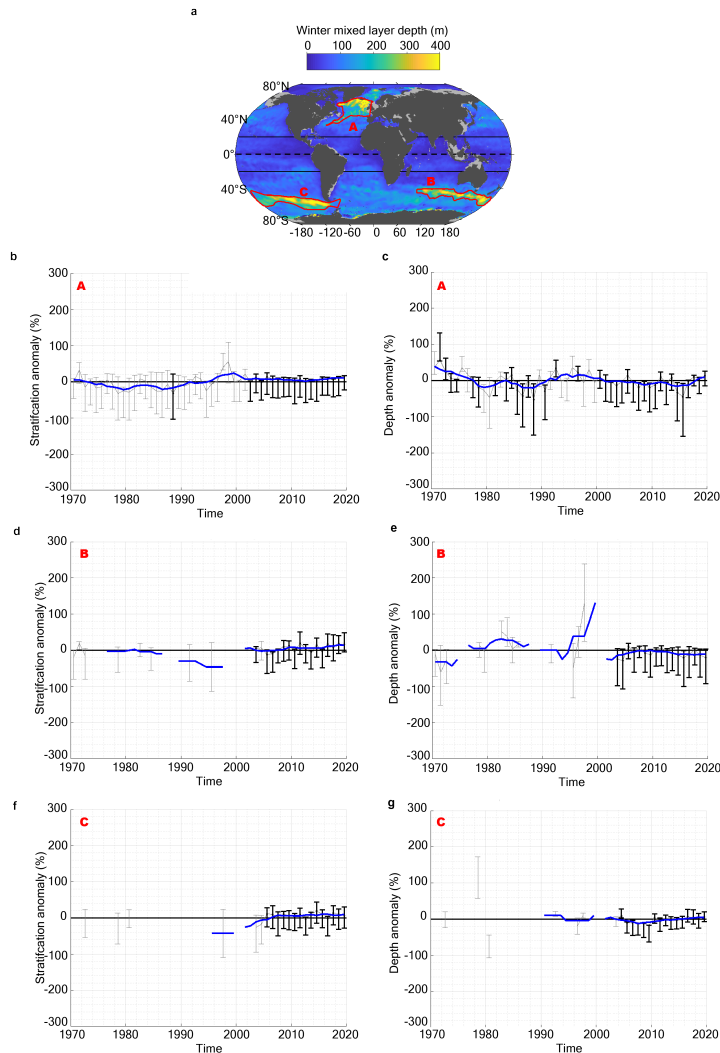 a
Winter mixed layer depth (m)
0 100 200 300 400
80°N
40°N
0°
40°S
80°S
A
B
C
-180 -120 -60 0 60 120 180
b
A
300
200
100
0
-100
-200
-300
Stratifcation anomaly (%)
1970 1980 1990 2000 2010 2020
Time
c
A
300
200
100
0
-100
-200
-300
Depth anomaly (%)
1970 1980 1990 2000 2010 2020
Time
d
B
300
200
100
0
-100
-200
-300
Stratifcation anomaly (%)
1970 1980 1990 2000 2010 2020
Time
e
B
300
200
100
0
-100
-200
-300
Depth anomaly (%)
1970 1980 1990 2000 2010 2020
Time
f
C
300
200
100
0
-100
-200
-300
Stratifcation anomaly (%)
1970 1980 1990 2000 2010 2020
Time
g
C
300
200
100
0
-100
-200
-300
Depth anomaly (%)
1970 1980 1990 2000 2010 2020
Time